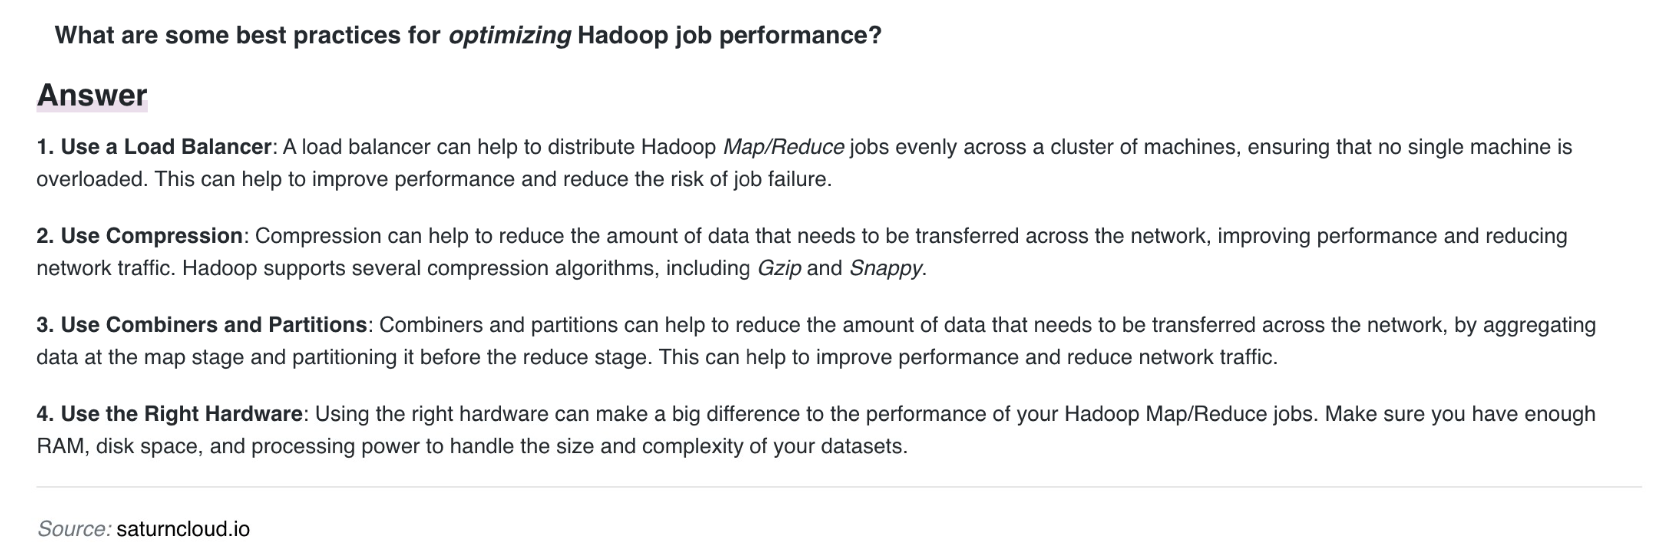 What are some best practices for optimizing Hadoop job performance?
Answer
1. Use a Load Balancer: A load balancer can help to distribute Hadoop Map/Reduce jobs evenly across a cluster of machines, ensuring that no single machine is
overloaded. This can help to improve performance and reduce the risk of job failure.
2. Use Compression: Compression can help to reduce the amount of data that needs to be transferred across the network, improving performance and reducing
network traffic. Hadoop supports several compression algorithms, including Gzip and Snappy.
3. Use Combiners and Partitions: Combiners and partitions can help to reduce the amount of data that needs to be transferred across the network, by aggregating
data at the map stage and partitioning it before the reduce stage. This can help to improve performance and reduce network traffic.
4. Use the Right Hardware: Using the right hardware can make a big difference to the performance of your Hadoop Map/Reduce jobs. Make sure you have enough
RAM, disk space, and processing power to handle the size and complexity of your datasets.
Source: saturncloud.io